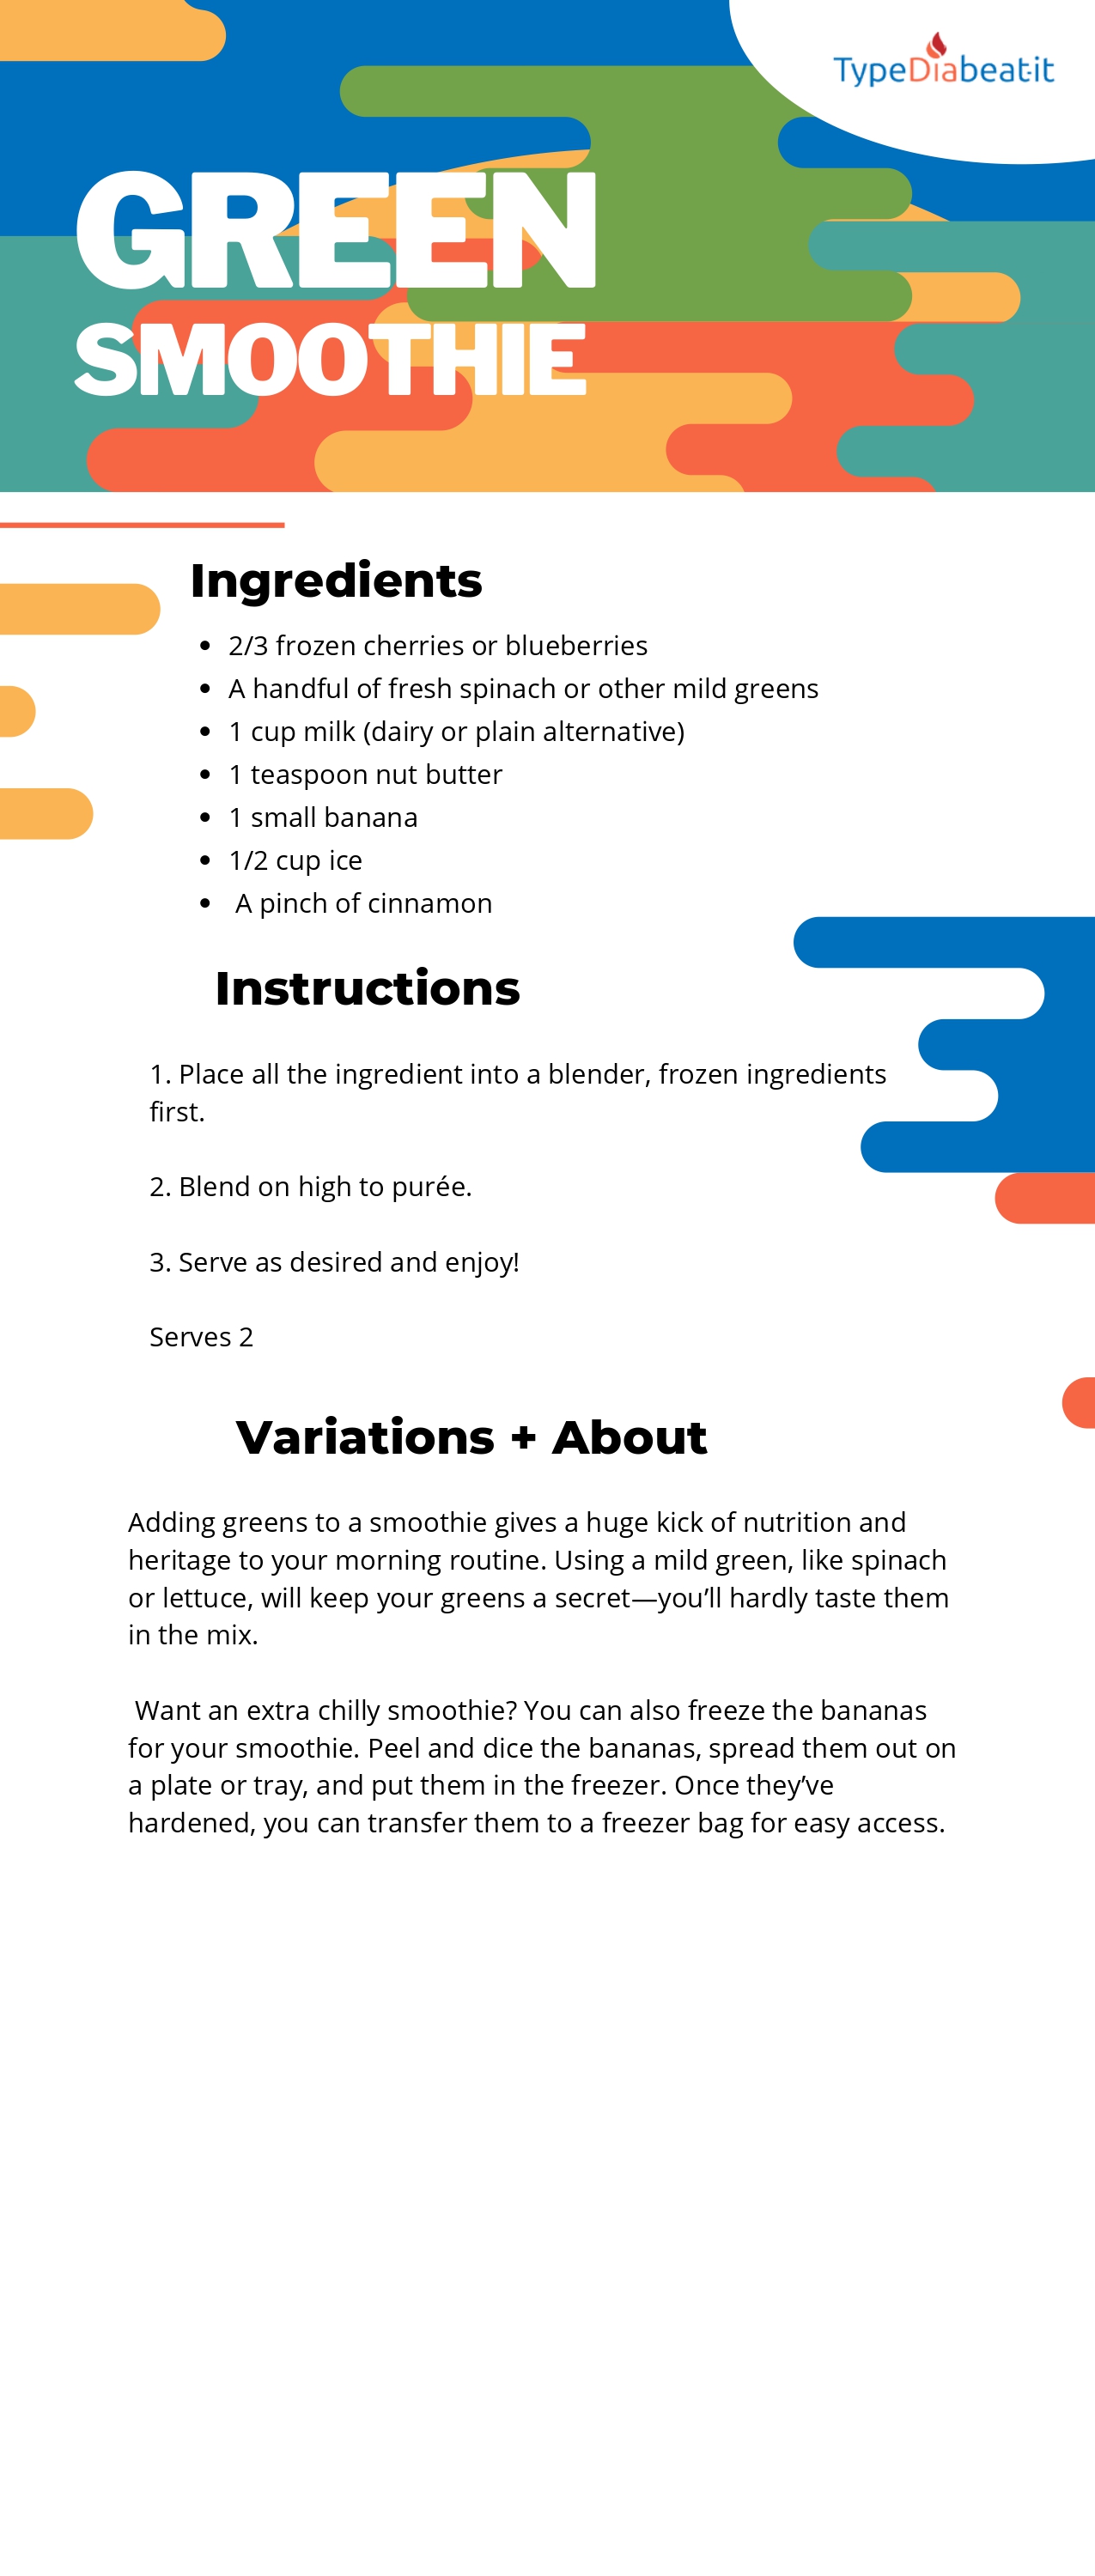 TypeDiabeat·it
GREEN
SMOOTHIE
Ingredients
• 2/3 frozen cherries or blueberries
• A handful of fresh spinach or other mild greens
• 1 cup milk (dairy or plain alternative)
• 1 teaspoon nut butter
• 1 small banana
• 1/2 cup ice
• A pinch of cinnamon
Instructions
1. Place all the ingredient into a blender, frozen ingredients
first.
2. Blend on high to purée.
3. Serve as desired and enjoy!
Serves 2
Variations + About
Adding greens to a smoothie gives a huge kick of nutrition and
heritage to your morning routine. Using a mild green, like spinach
or lettuce, will keep your greens a secret—you’ll hardly taste them
in the mix.
Want an extra chilly smoothie? You can also freeze the bananas
for your smoothie. Peel and dice the bananas, spread them out on
a plate or tray, and put them in the freezer. Once they’ve
hardened, you can transfer them to a freezer bag for easy access.